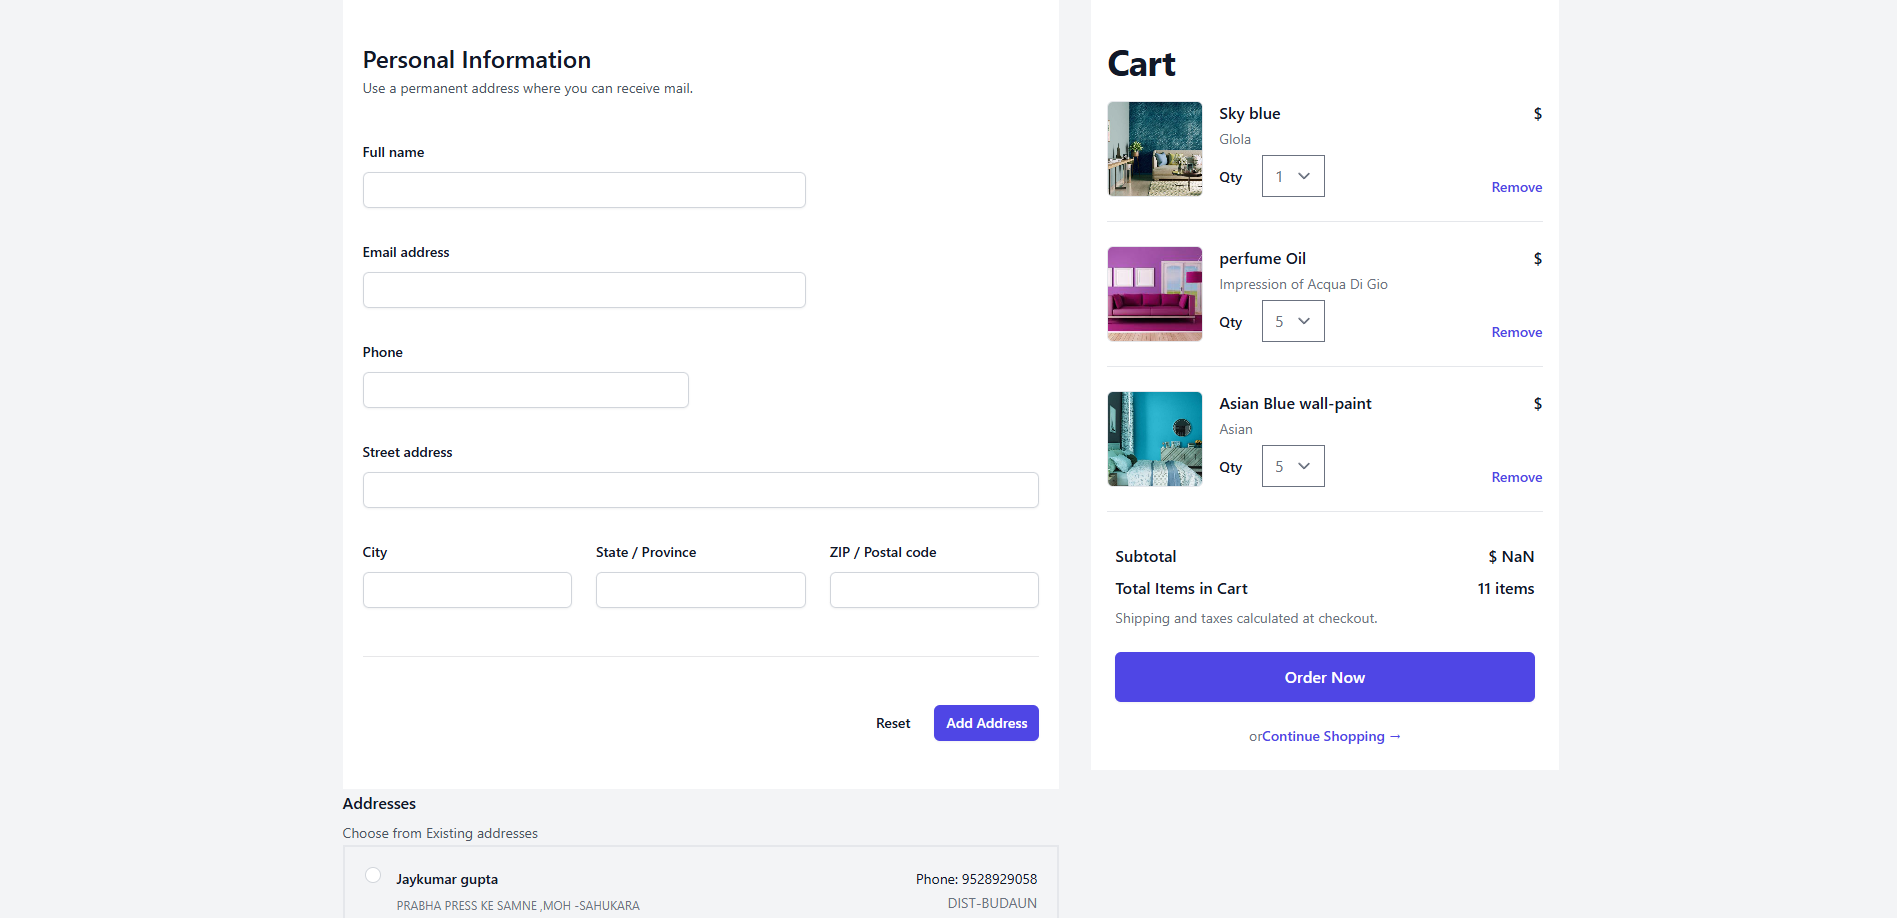 Personal Information
Use a permanent address where you can receive mail.
Full name
Email address
Phone
Street address
City
State / Province
ZIP / Postal code
Reset
Add Address
Addresses
Choose from Existing addresses
Jaykumar gupta
Phone: 9528929058
PRABHA PRESS KE SAMNE ,MOH -SAHUKARA
DIST-BUDAUN
Cart
Sky blue
$
Glola
Qty
1
Remove
perfume Oil
$
Impression of Acqua Di Gio
Qty
5
Remove
Asian Blue wall-paint
$
Asian
Qty
5
Remove
Subtotal
$ NaN
Total Items in Cart
11 items
Shipping and taxes calculated at checkout.
Order Now
orContinue Shopping →